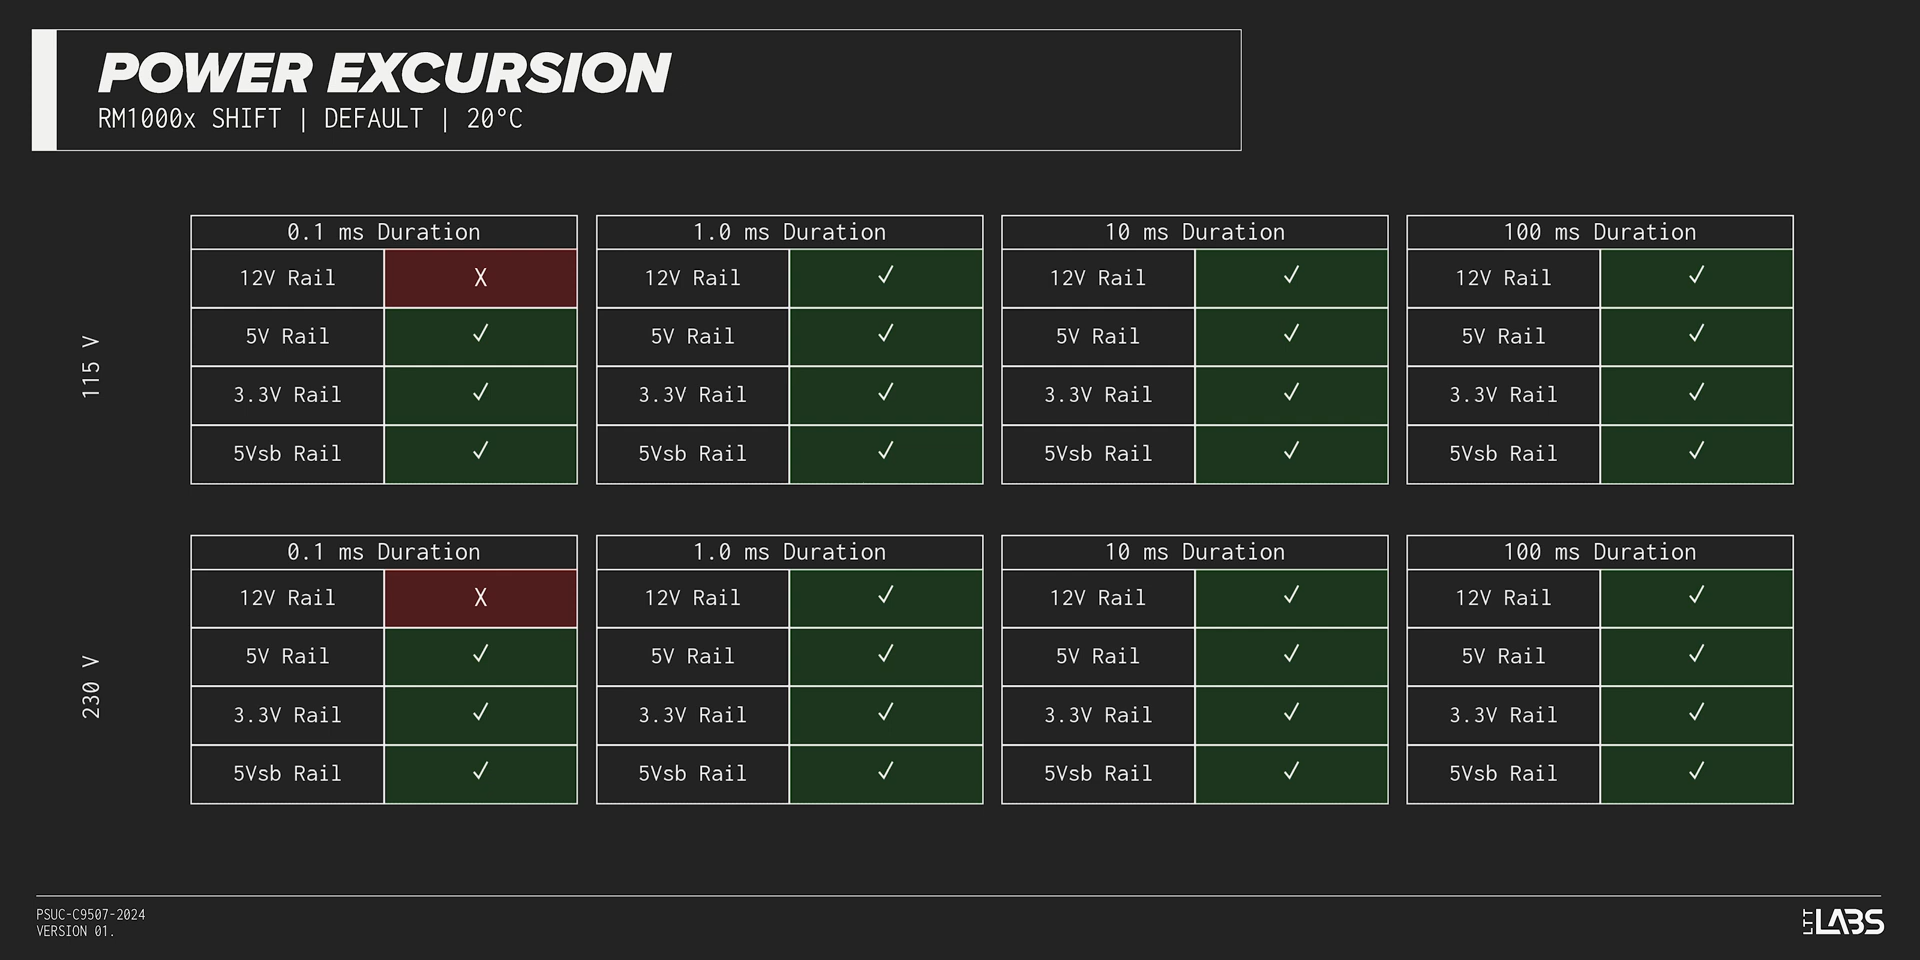 POWER EXCURSION
RM1000x SHIFT | DEFAULT | 20°C
115 V
0.1 ms Duration
12V Rail X
5V Rail ✓
3.3V Rail ✓
5Vsb Rail ✓
1.0 ms Duration
12V Rail ✓
5V Rail ✓
3.3V Rail ✓
5Vsb Rail ✓
10 ms Duration
12V Rail ✓
5V Rail ✓
3.3V Rail ✓
5Vsb Rail ✓
100 ms Duration
12V Rail ✓
5V Rail ✓
3.3V Rail ✓
5Vsb Rail ✓
230 V
0.1 ms Duration
12V Rail X
5V Rail ✓
3.3V Rail ✓
5Vsb Rail ✓
1.0 ms Duration
12V Rail ✓
5V Rail ✓
3.3V Rail ✓
5Vsb Rail ✓
10 ms Duration
12V Rail ✓
5V Rail ✓
3.3V Rail ✓
5Vsb Rail ✓
100 ms Duration
12V Rail ✓
5V Rail ✓
3.3V Rail ✓
5Vsb Rail ✓
PSUC-C9507-2024
VERSION 01.
LTT LABS